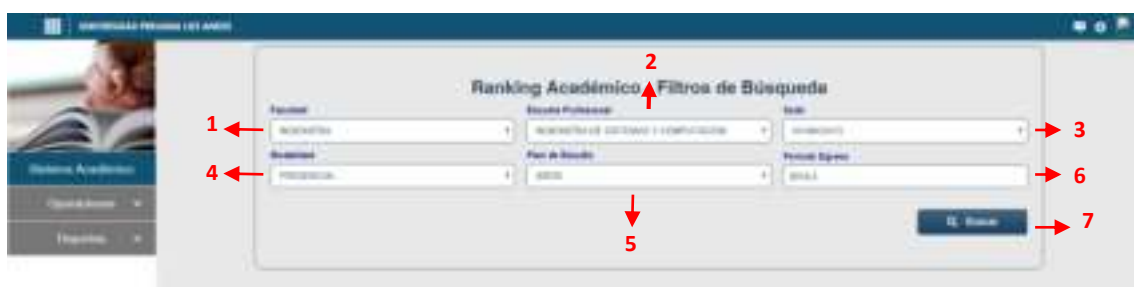 UNIVERSIDAD PERUANA LOS ANDES
2
Ranking Académico - Filtros de Búsqueda
Facultad Escuela Profesional Sede
1 INGENIERÍA INGENIERÍA DE SISTEMAS Y COMPUTACIÓN HUANCAYO 3
Modalidad Plan de Estudio Periodo Egreso
4 PRESENCIAL 6
Sistema Académico
Operaciones
5
Buscar 7
Reportes